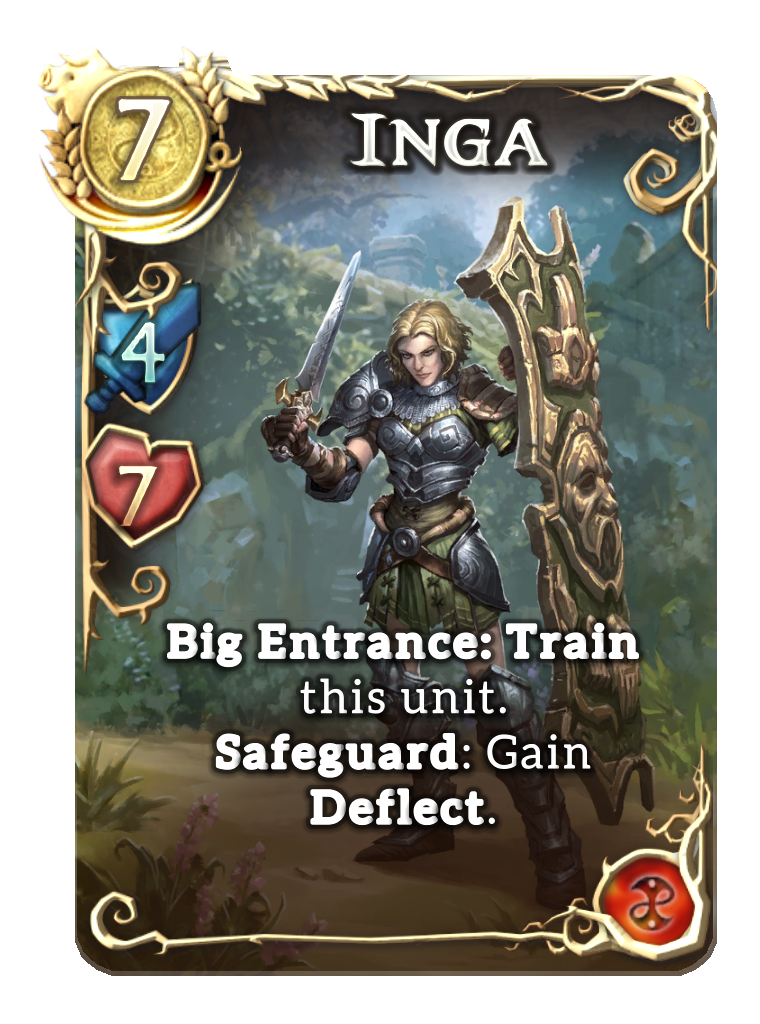 7
INGA
4
7
Big Entrance: Train
this unit.
Safeguard: Gain
Deflect.